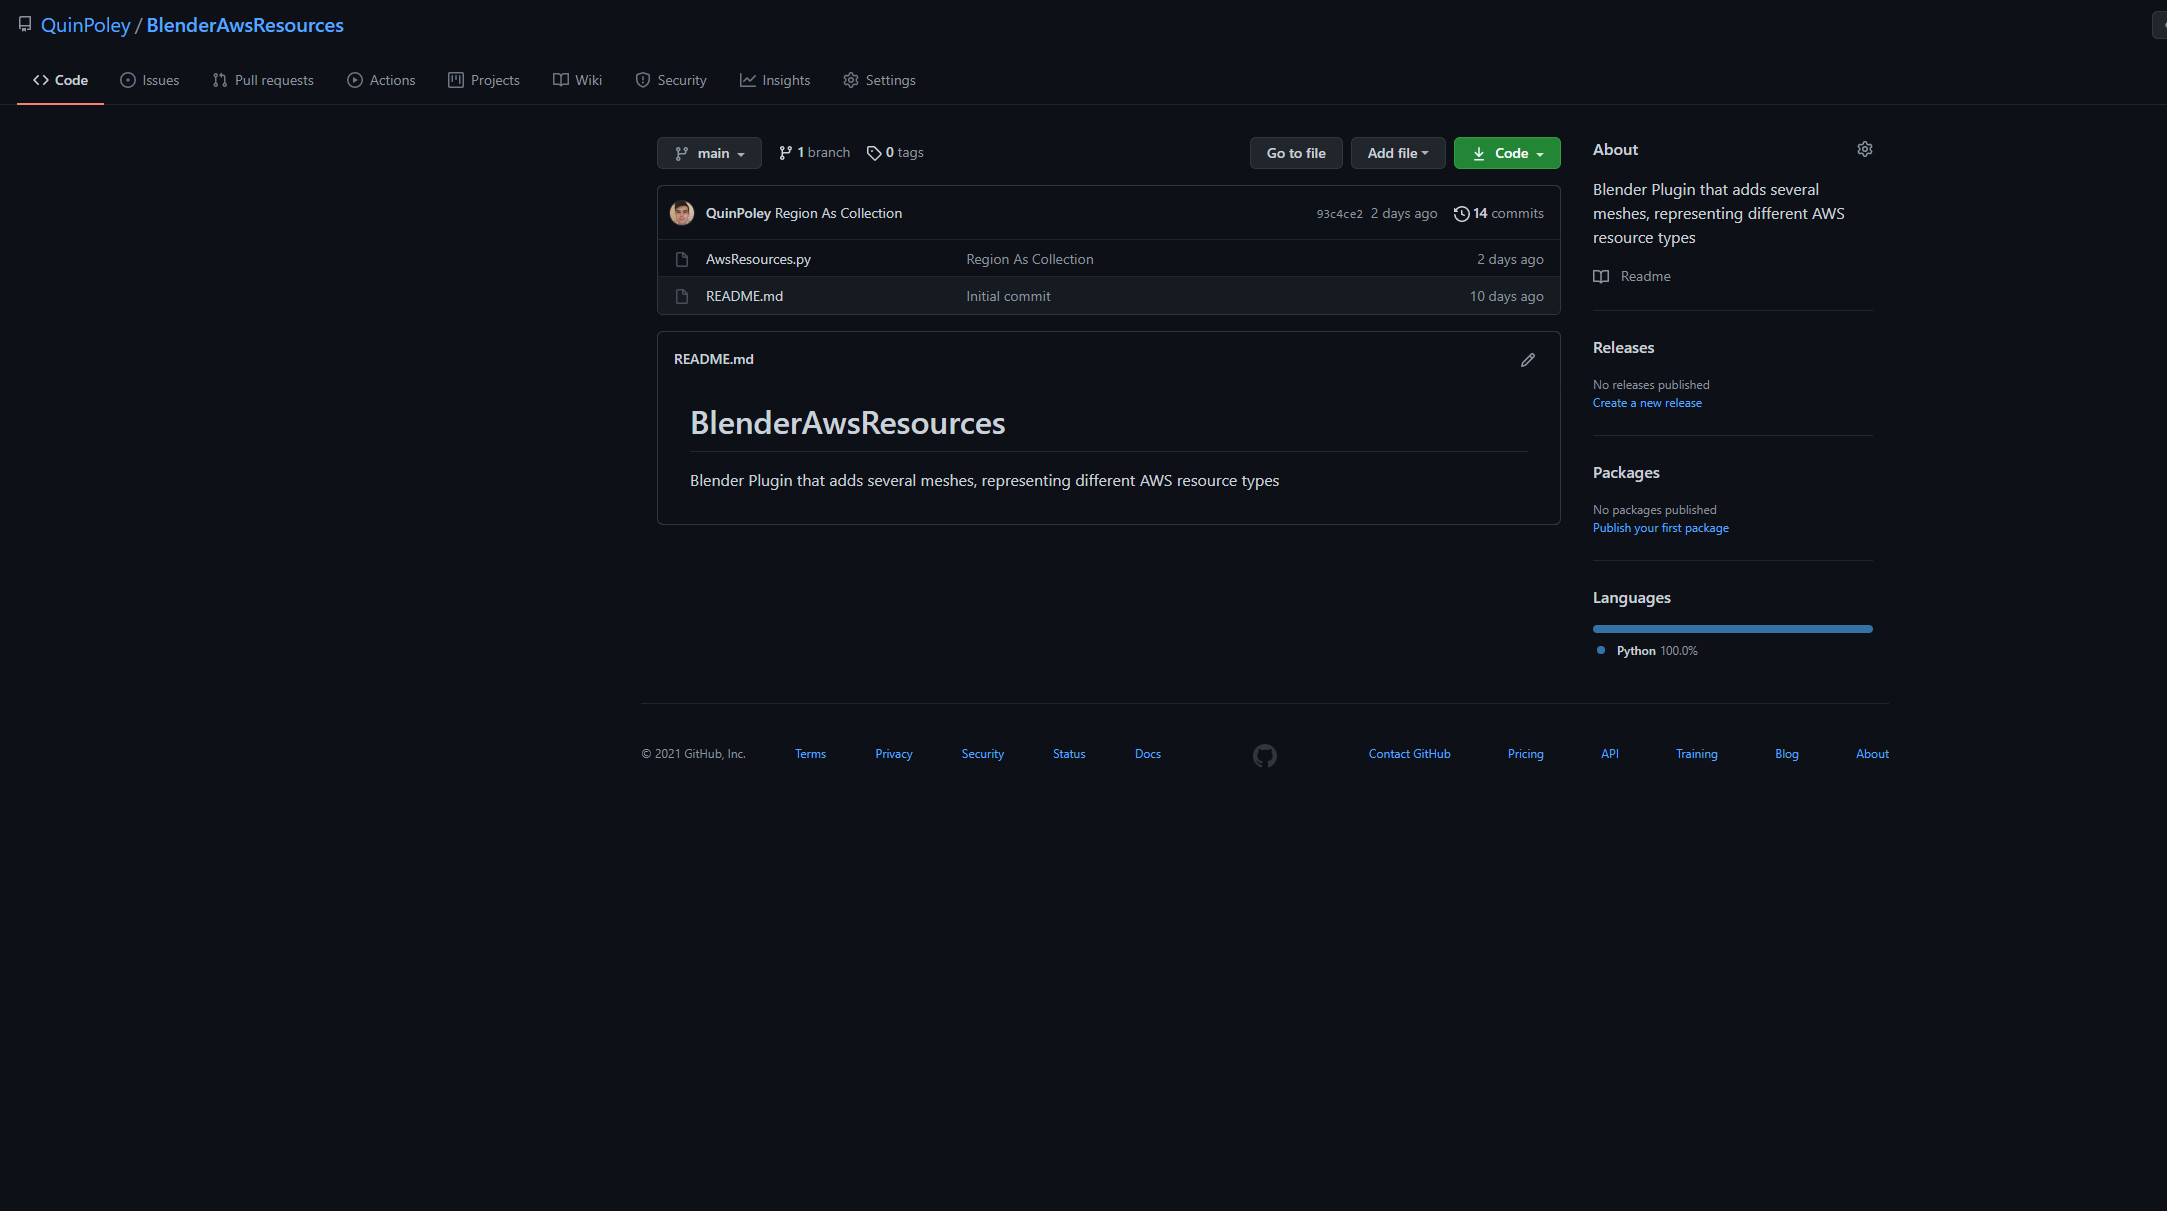 QuinPoley / BlenderAwsResources
Code Issues Pull requests Actions Projects Wiki Security Insights Settings
main 1 branch 0 tags Go to file Add file Code
QuinPoley Region As Collection 93c4ce2 2 days ago 14 commits
AwsResources.py Region As Collection 2 days ago
README.md Initial commit 10 days ago
README.md
BlenderAwsResources
Blender Plugin that adds several meshes, representing different AWS resource types
About
Blender Plugin that adds several
meshes, representing different AWS
resource types
Readme
Releases
No releases published
Create a new release
Packages
No packages published
Publish your first package
Languages
Python 100.0%
© 2021 GitHub, Inc. Terms Privacy Security Status Docs Contact GitHub Pricing API Training Blog About